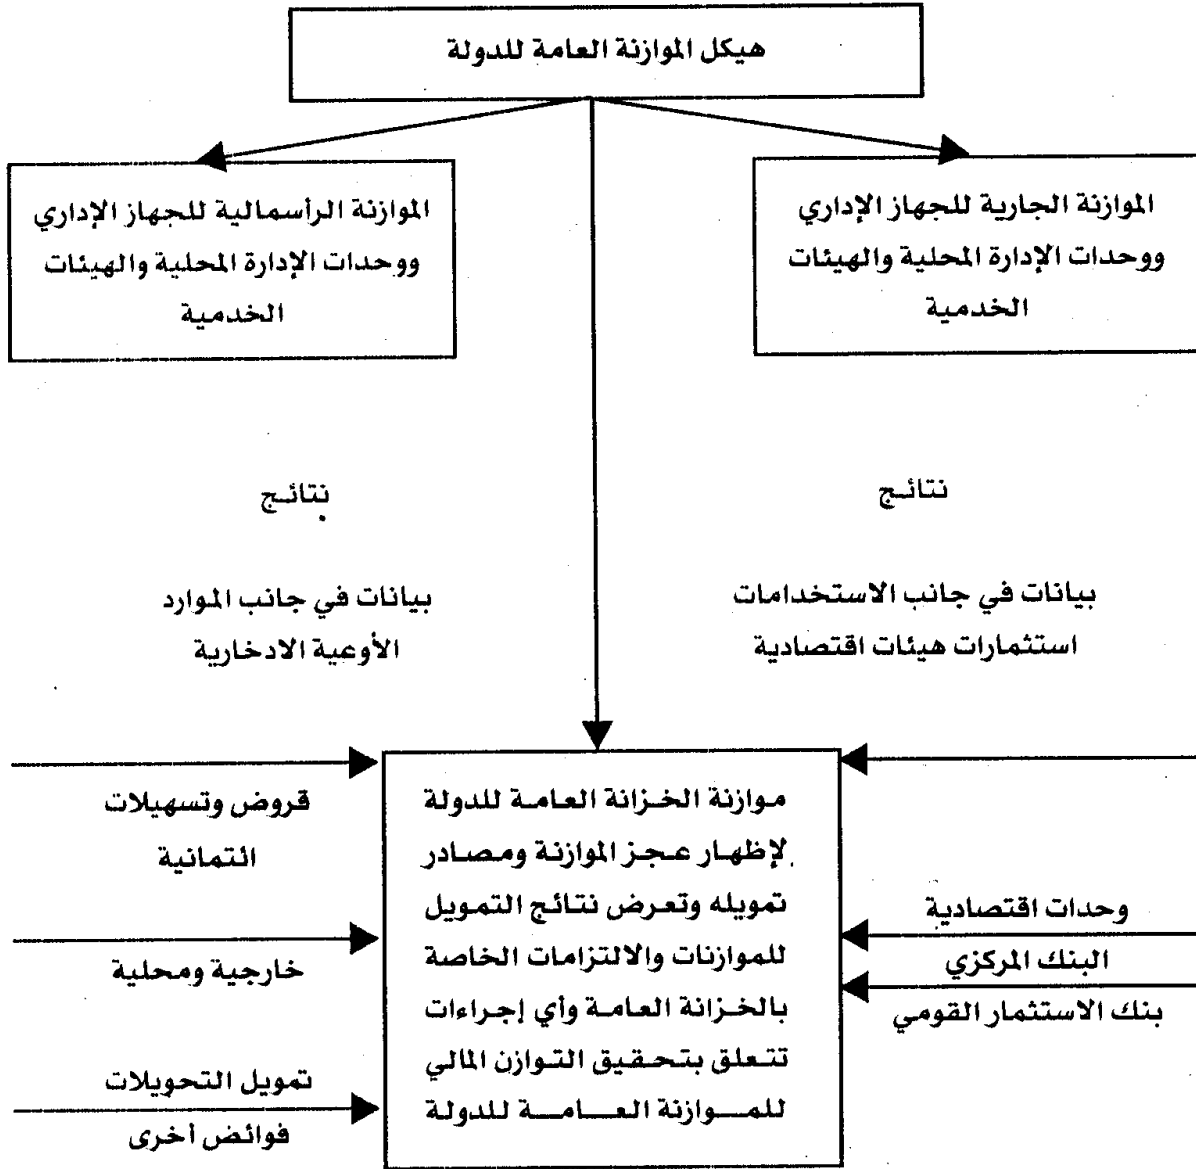 هيكل الموازنة العامة للدولة
الموازنة الجارية للجهاز الإداري
ووحدات الإدارة المحلية والهيئات
الخدمية
الموازنة الرأسمالية للجهاز الإداري
ووحدات الإدارة المحلية والهيئات
الخدمية
نتائج
نتائج
بيانات في جانب الاستخدامات
استثمارات هيئات اقتصادية
بيانات في جانب الموارد
الأوعية الادخارية
وحدات اقتصادية
البنك المركزي
بنك الاستثمار القومي
موازنة الخزانة العامة للدولة
لإظهار عجز الموازنة ومصادر
تمويله وتعرض نتائج التمويل
للموازنات والالتزامات الخاصة
بالخزانة العامة وأي إجراءات
تتعلق بتحقيق التوازن المالي
للموازنة العامة للدولة
قروض وتسهيلات
ائتمانية
خارجية ومحلية
تمويل التحويلات
فوائض أخرى